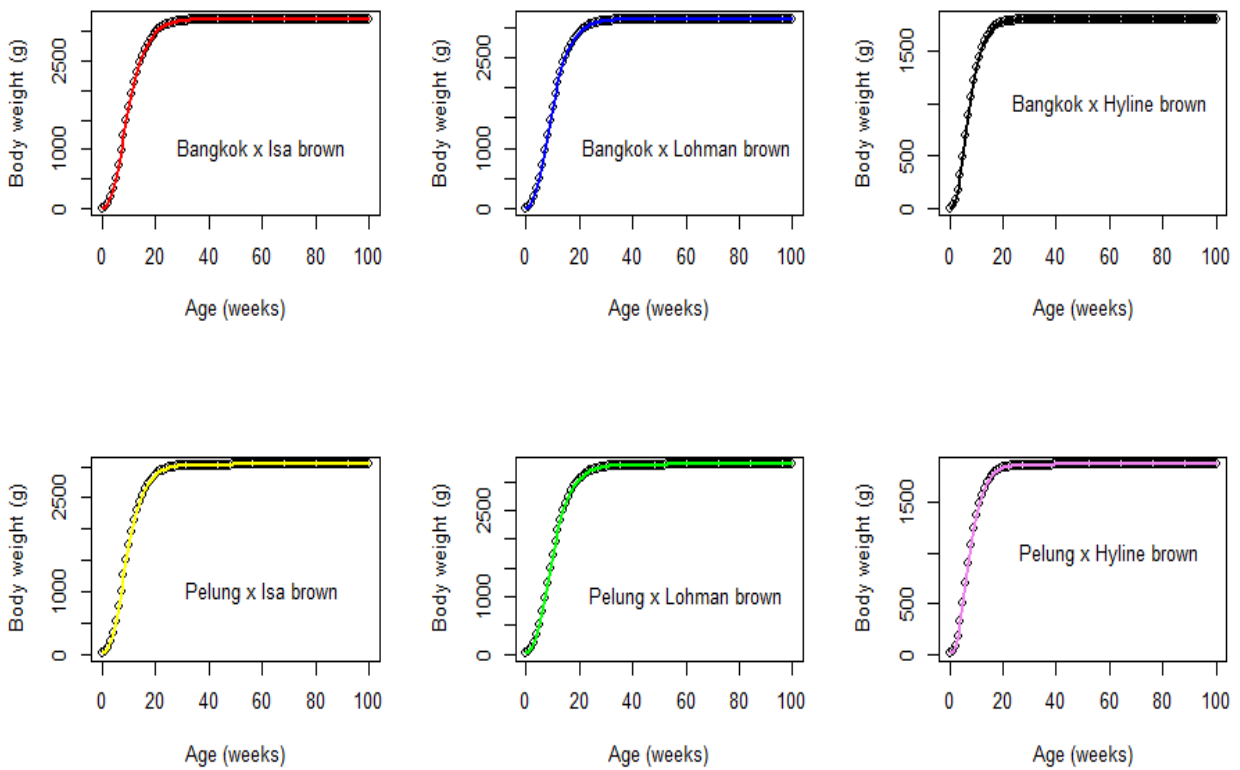 Body weight (g)
2500
1000
0
Bangkok x Isa brown
0 20 40 60 80 100
Age (weeks)
Body weight (g)
2500
1000
0
Bangkok x Lohman brown
0 20 40 60 80 100
Age (weeks)
Body weight (g)
1500
500
0
Bangkok x Hyline brown
0 20 40 60 80 100
Age (weeks)
Body weight (g)
2500
1000
0
Pelung x Isa brown
0 20 40 60 80 100
Age (weeks)
Body weight (g)
2500
1000
0
Pelung x Lohman brown
0 20 40 60 80 100
Age (weeks)
Body weight (g)
1500
500
0
Pelung x Hyline brown
0 20 40 60 80 100
Age (weeks)